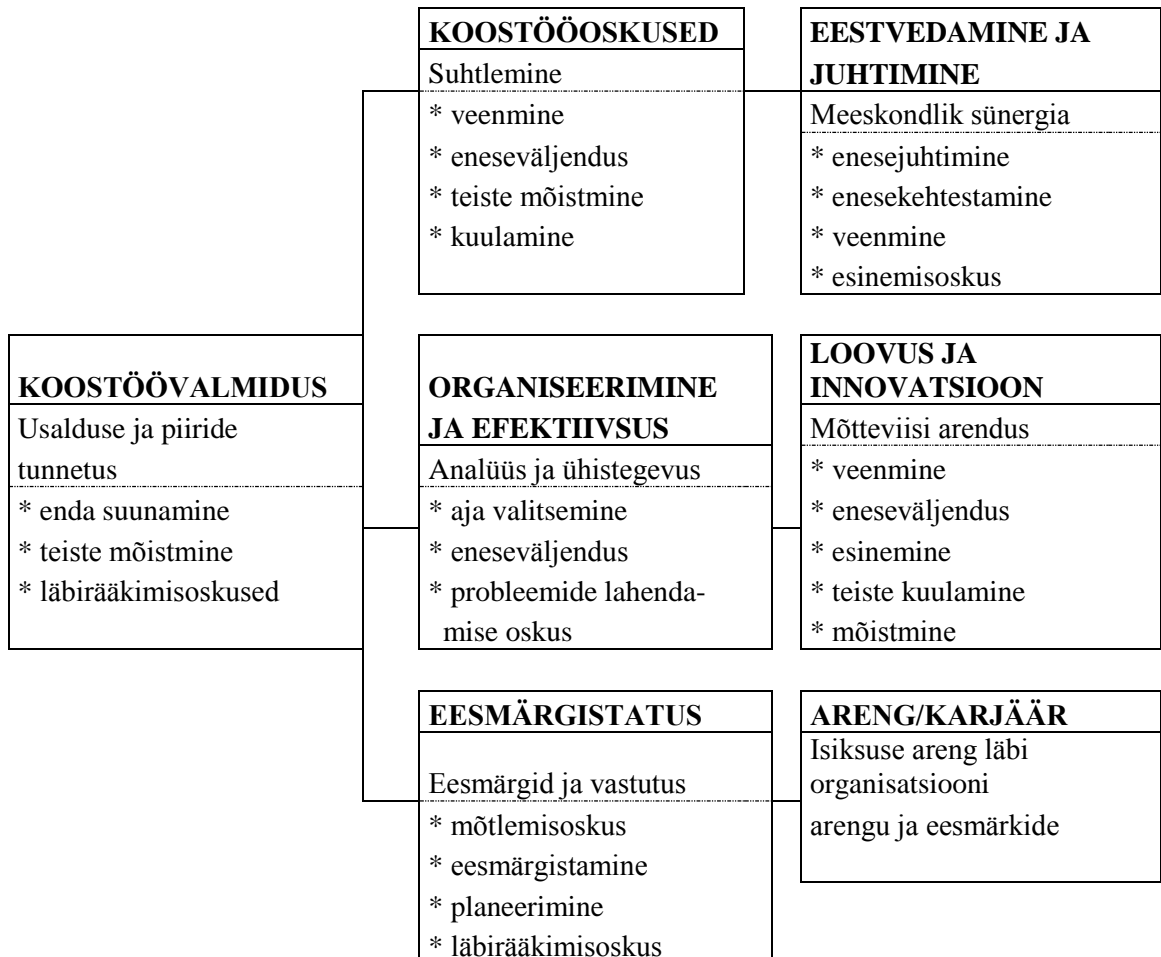 KOOSTÖÖOSKUSED
Suhtlemine
* veenmine
* eneseväljendus
* teiste mõistmine
* kuulamine
EESTVEDAMINE JA
JUHTIMINE
Meeskondlik sünergia
* enesejuhtimine
* enesekehtestamine
* veenmine
* esinemisoskus
KOOSTÖÖVALMIDUS
Usalduse ja piiride
tunnetus
* enda suunamine
* teiste mõistmine
* läbirääkimisoskused
ORGANISEERIMINE
JA EFEKTIIVSUS
Analüüs ja ühistegevus
* aja valitsemine
* eneseväljendus
* probleemide lahenda-
mise oskus
LOOVUS JA
INNOVATSIOON
Mõtteviisi arendus
* veenmine
* eneseväljendus
* esinemine
* teiste kuulamine
* mõistmine
EESMÄRGISTATUS
Eesmärgid ja vastutus
* mõtlemisoskus
* eesmärgistamine
* planeerimine
* läbirääkimisoskus
ARENG/KARJÄÄR
Isiksuse areng läbi
organisatsiooni
arengu ja eesmärkide